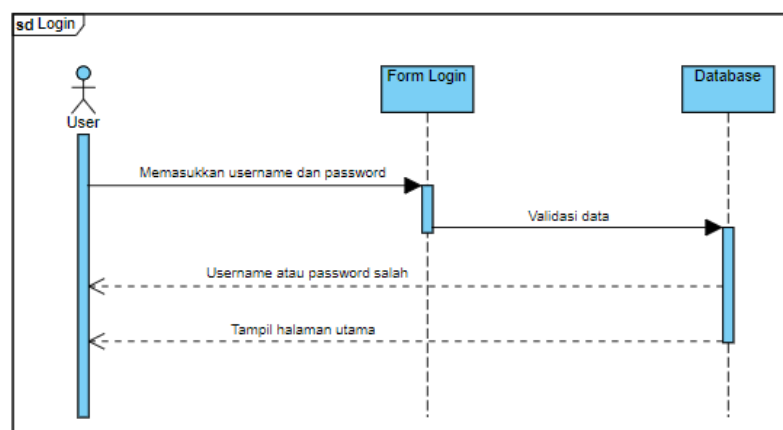 sd Login
User
Form Login
Database
Memasukkan username dan password
Validasi data
Username atau password salah
Tampil halaman utama